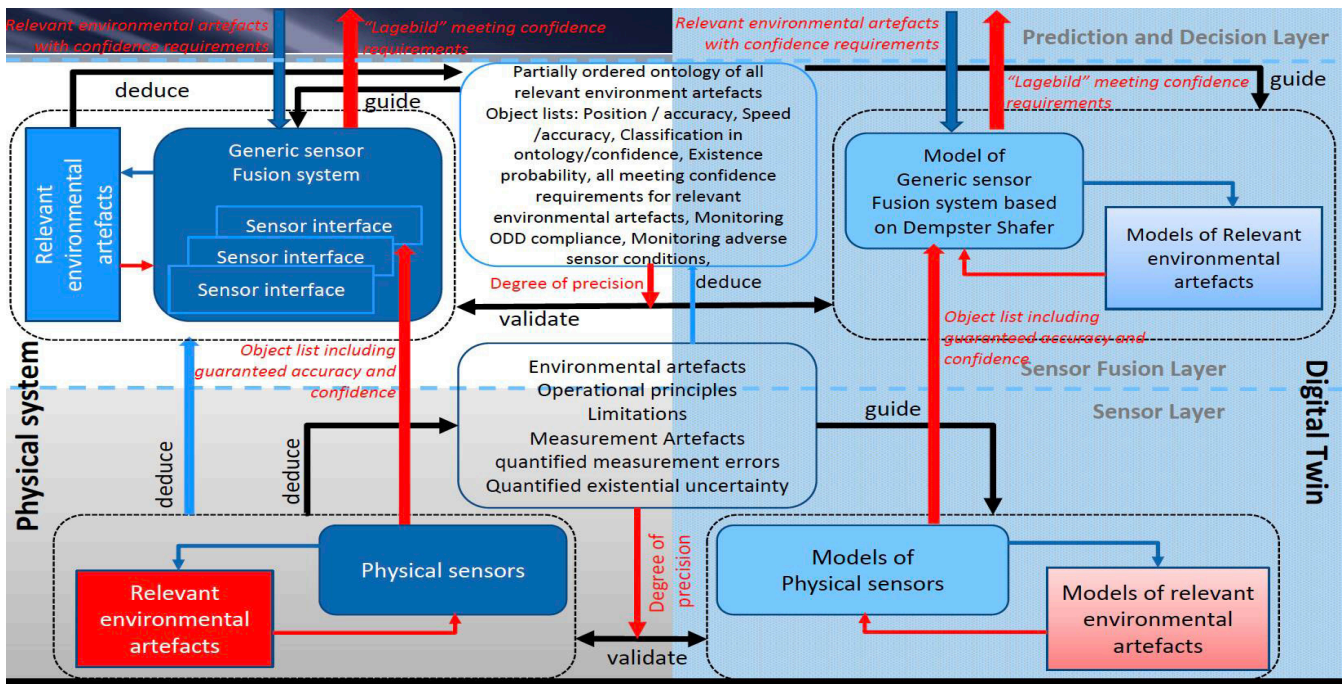 Relevant environmental artefacts
with confidence requirements
“Lagebild” meeting confidence
requirements
Relevant environmental artefacts
with confidence requirements
Prediction and Decision Layer
“Lagebild” meeting confidence
requirements
deduce
guide
guide
Partially ordered ontology of all
relevant environment artefacts
Object lists: Position / accuracy, Speed
/accuracy, Classification in
ontology/confidence, Existence
probability, all meeting confidence
requirements for relevant
environmental artefacts, Monitoring
ODD compliance, Monitoring adverse
sensor conditions,
Relevant
environmental
artefacts
Generic sensor
Fusion system
Sensor interface
Sensor interface
Sensor interface
Model of
Generic sensor
Fusion system based
on Dempster Shafer
Models of Relevant
environmental
artefacts
Degree of precision
deduce
validate
Object list including
guaranteed accuracy and
confidence
Object list including
guaranteed accuracy and
confidence
Sensor Fusion Layer
Sensor Layer
Physical system
Digital Twin
Environmental artefacts
Operational principles
Limitations
Measurement Artefacts
quantified measurement errors
Quantified existential uncertainty
guide
deduce
deduce
Physical sensors
Relevant
environmental
artefacts
Degree of
precision
validate
Models of
Physical sensors
Models of relevant
environmental
artefacts